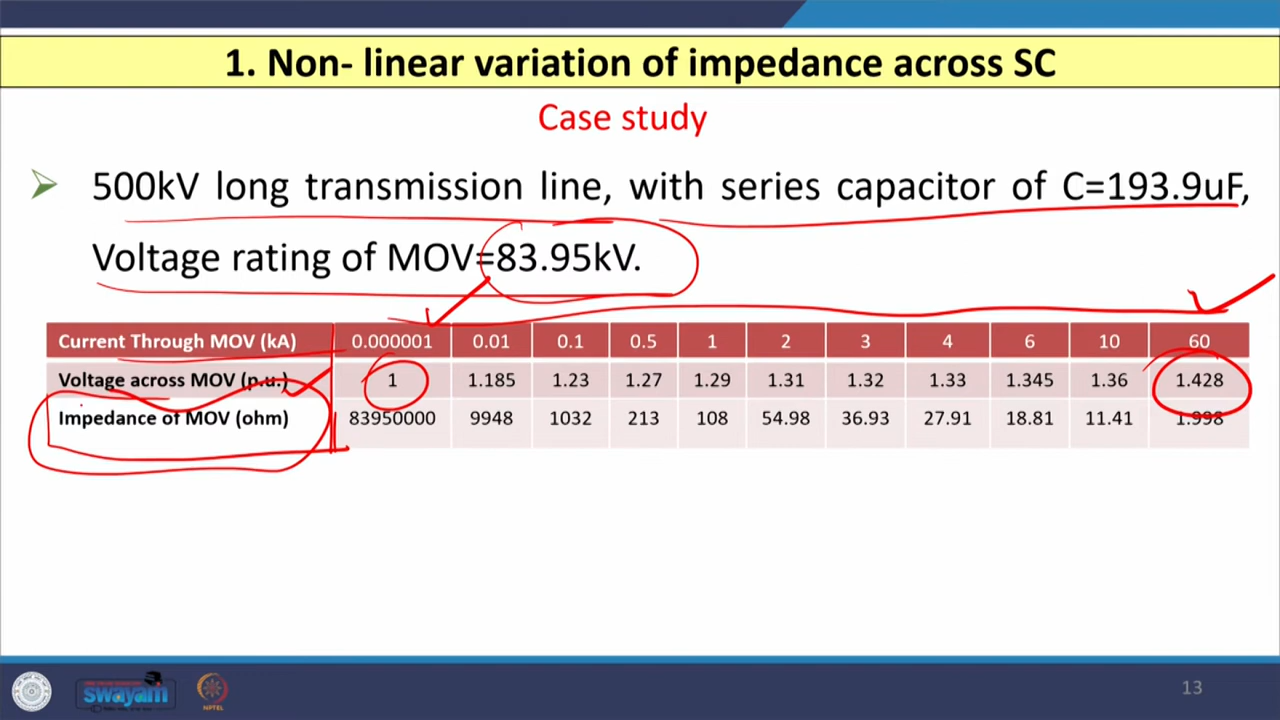 1. Non- linear variation of impedance across SC
Case study
500kV long transmission line, with series capacitor of C=193.9uF,
Voltage rating of MOV=83.95kV.
Current Through MOV (kA) 0.000001 0.01 0.1 0.5 1 2 3 4 6 10 60
Voltage across MOV (p.u.) 1 1.185 1.23 1.27 1.29 1.31 1.32 1.33 1.345 1.36 1.428
Impedance of MOV (ohm) 83950000 9948 1032 213 108 54.98 36.93 27.91 18.81 11.41 1.998
swayam
NPTEL
13